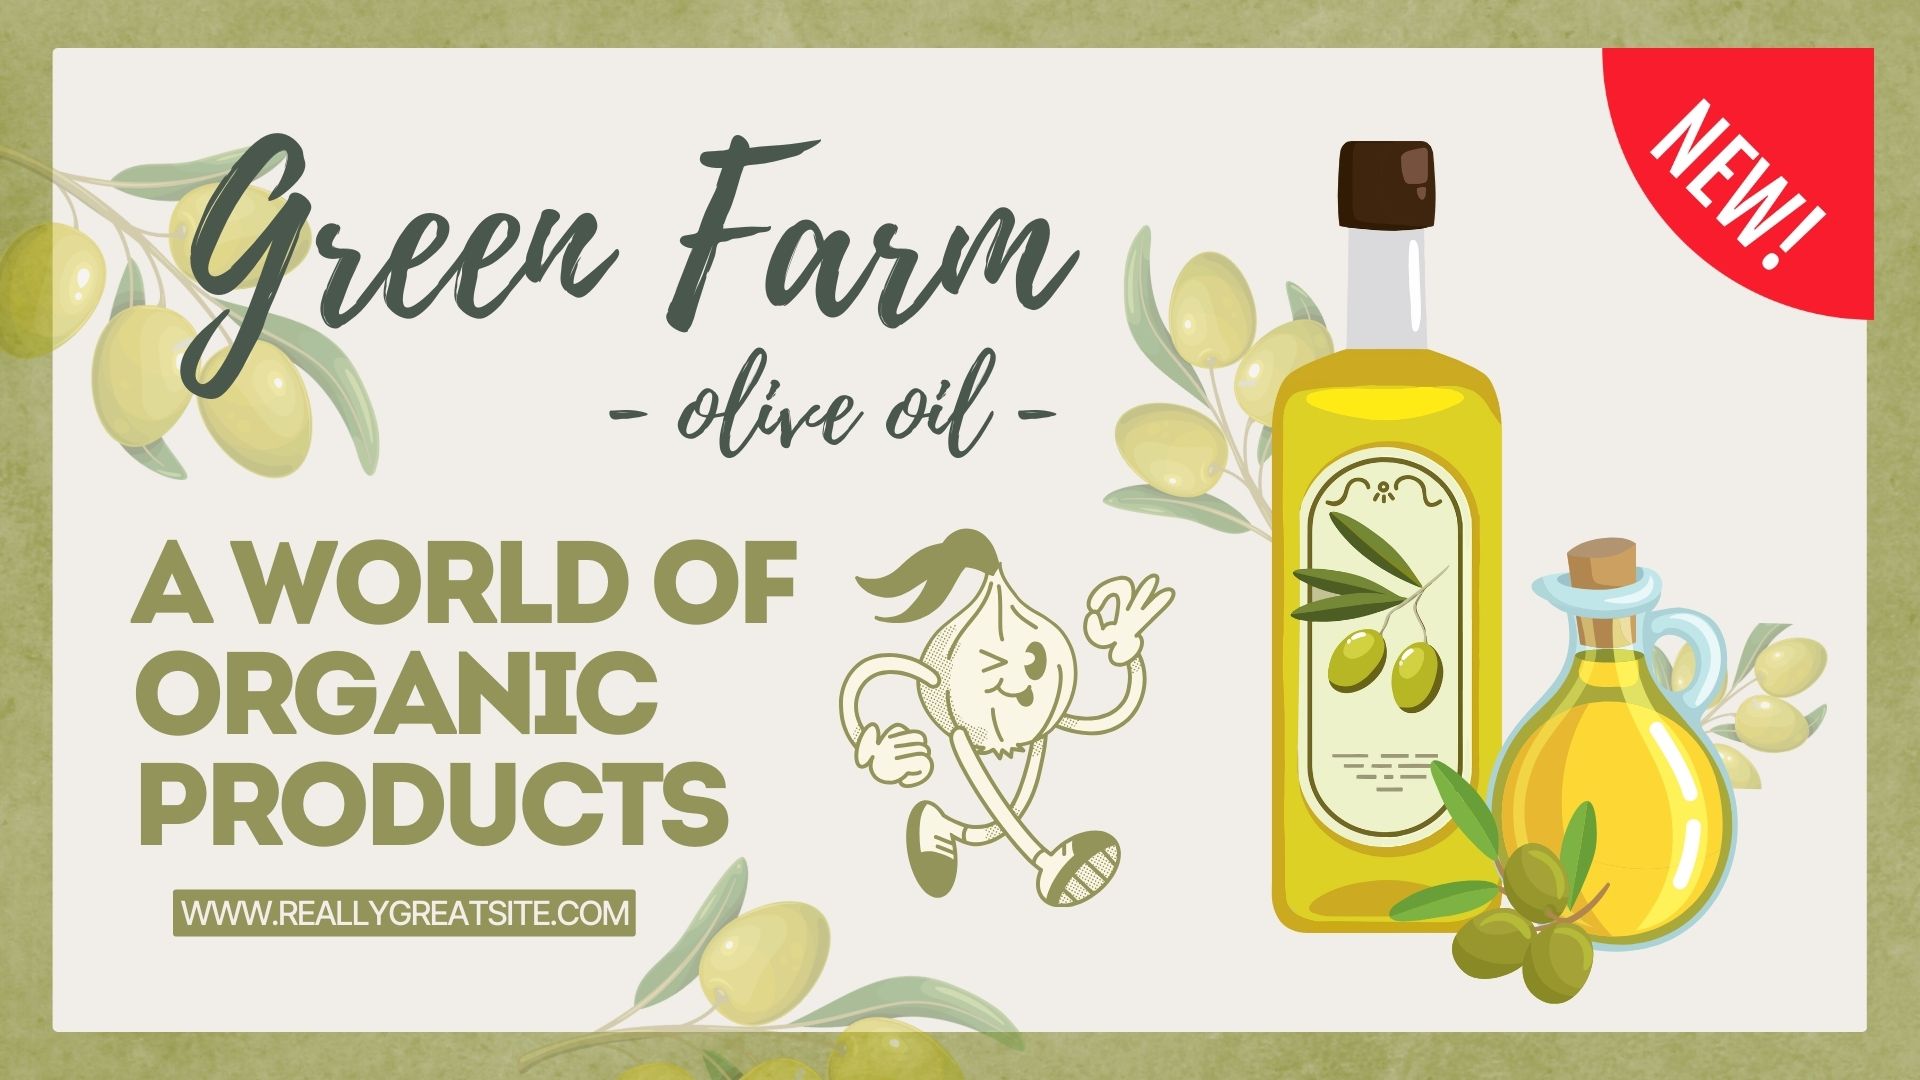 Green Farm
- olive oil -
NEW!
A WORLD OF
ORGANIC
PRODUCTS
WWW.REALLYGREATSITE.COM